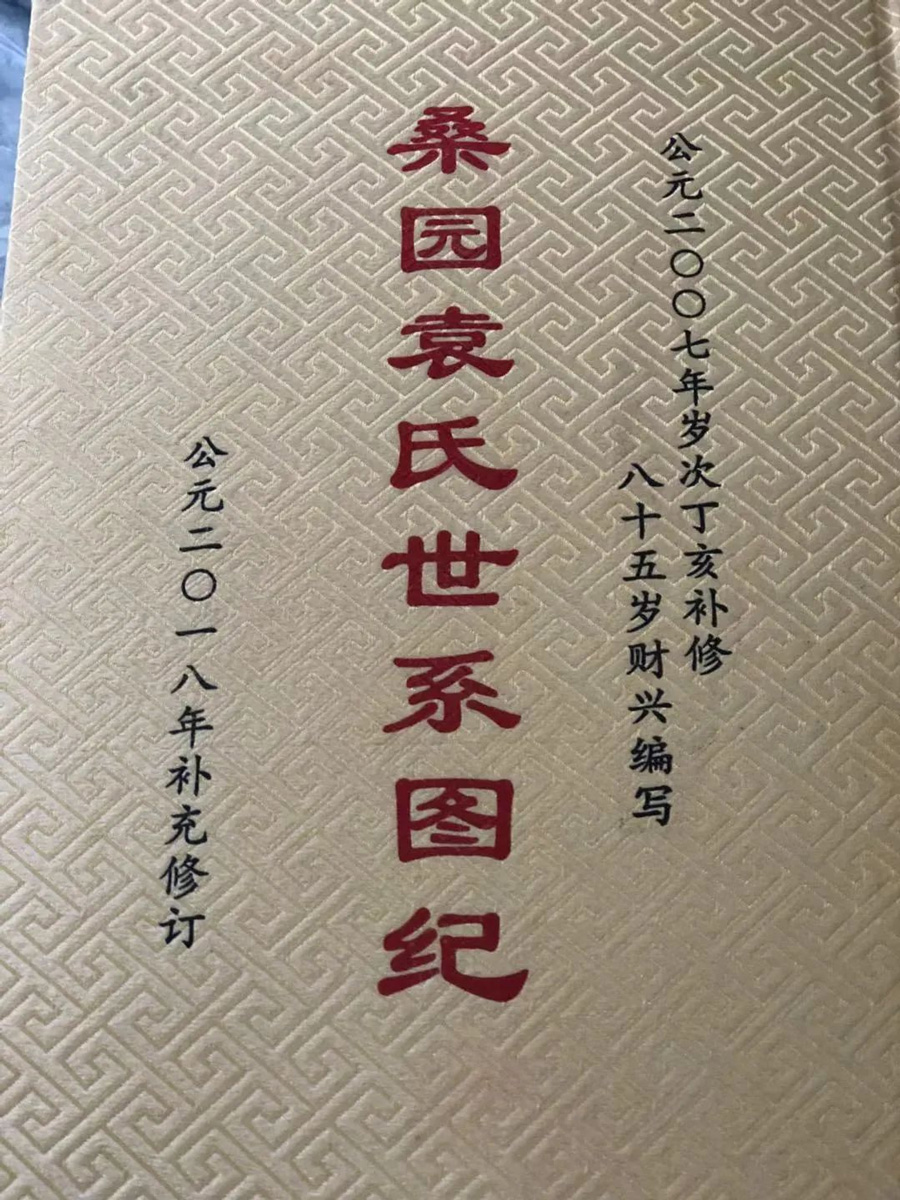 公元二〇〇七年岁次丁亥补修
八十五岁财兴编写
桑园袁氏世系图纪
公元二〇一八年补充修订